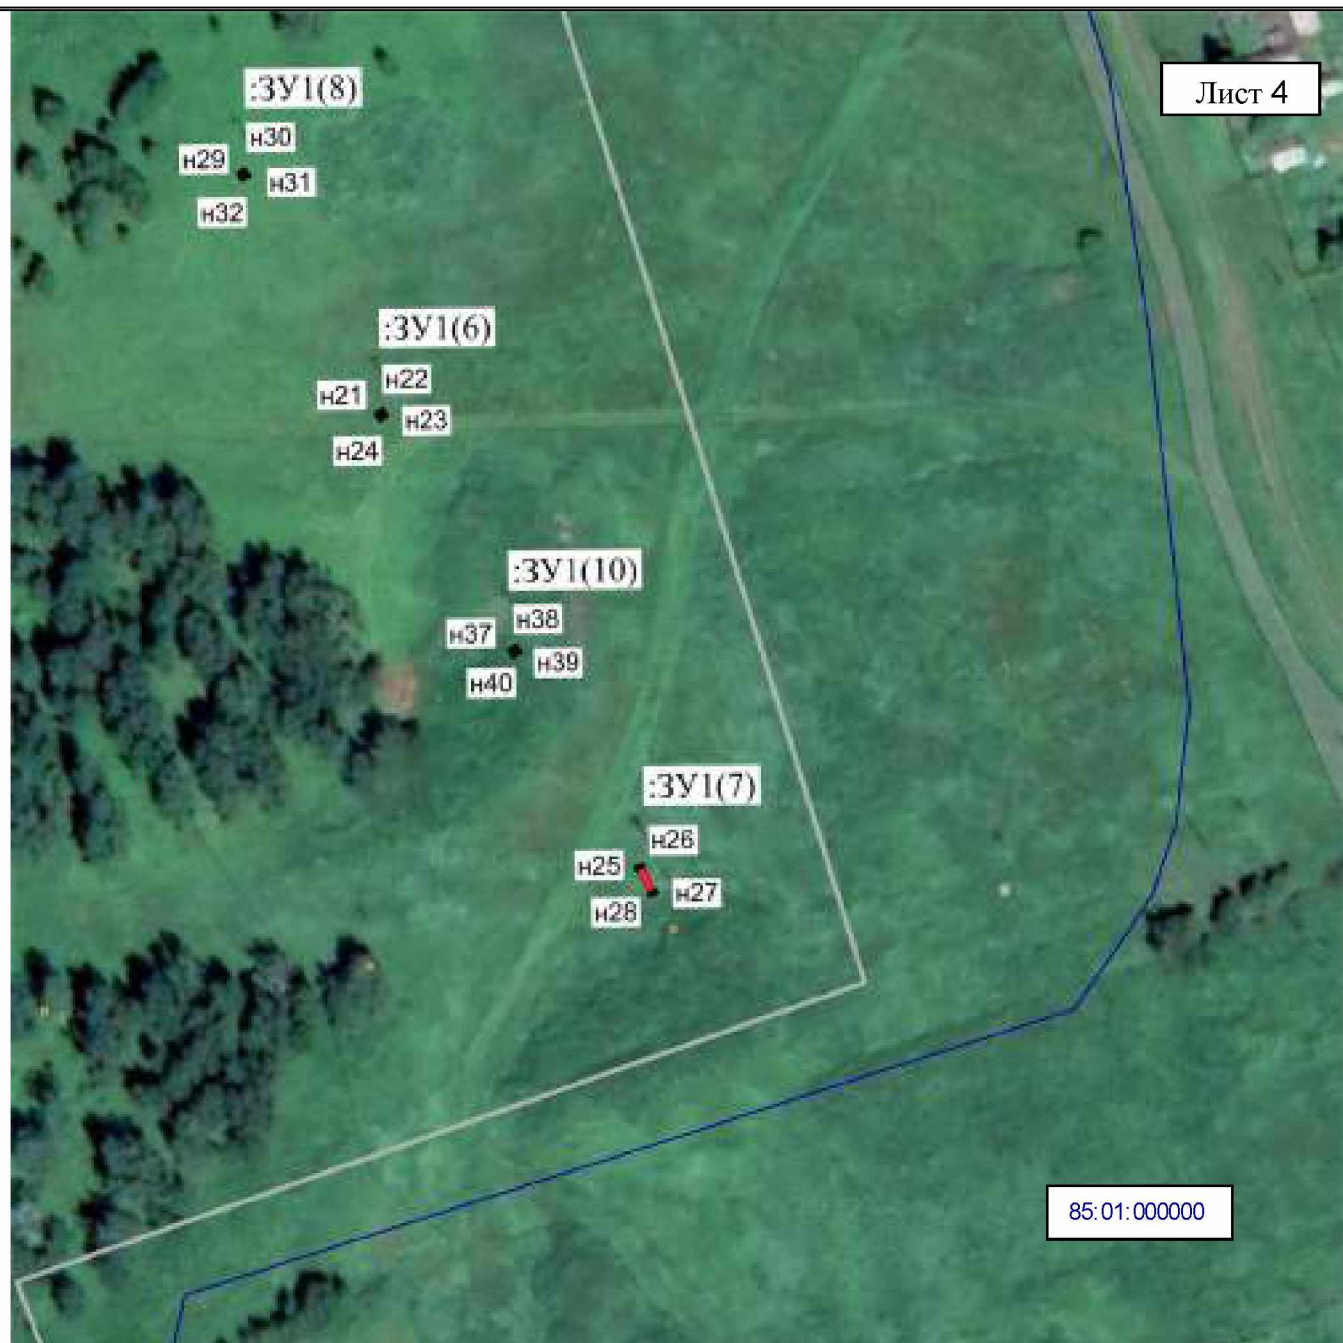 Лист 4
:ЗУ1(8)
н30
н29
н31
н32
:ЗУ1(6)
н22
н21
н23
н24
:ЗУ1(10)
н38
н37
н39
н40
:ЗУ1(7)
н26
н25
н27
н28
85:01:000000